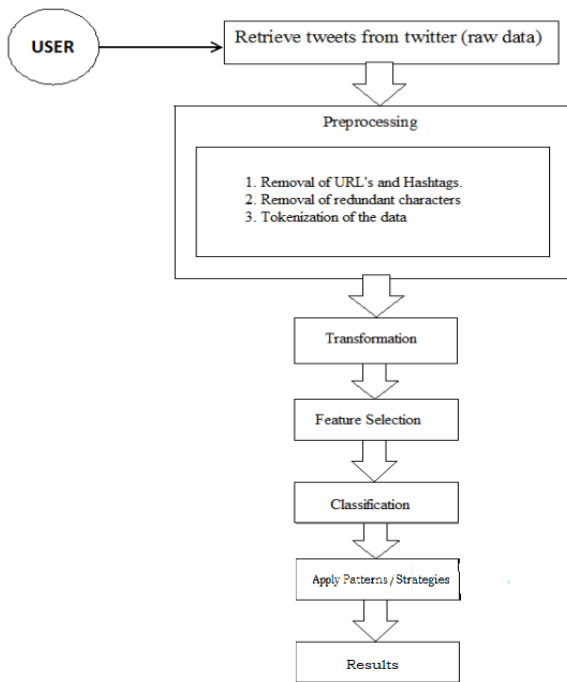 USER
Retrieve tweets from twitter (raw data)
Preprocessing
1. Removal of URL's and Hashtags.
2. Removal of redundant characters
3. Tokenization of the data
Transformation
Feature Selection
Classification
Apply Patterns / Strategies
Results